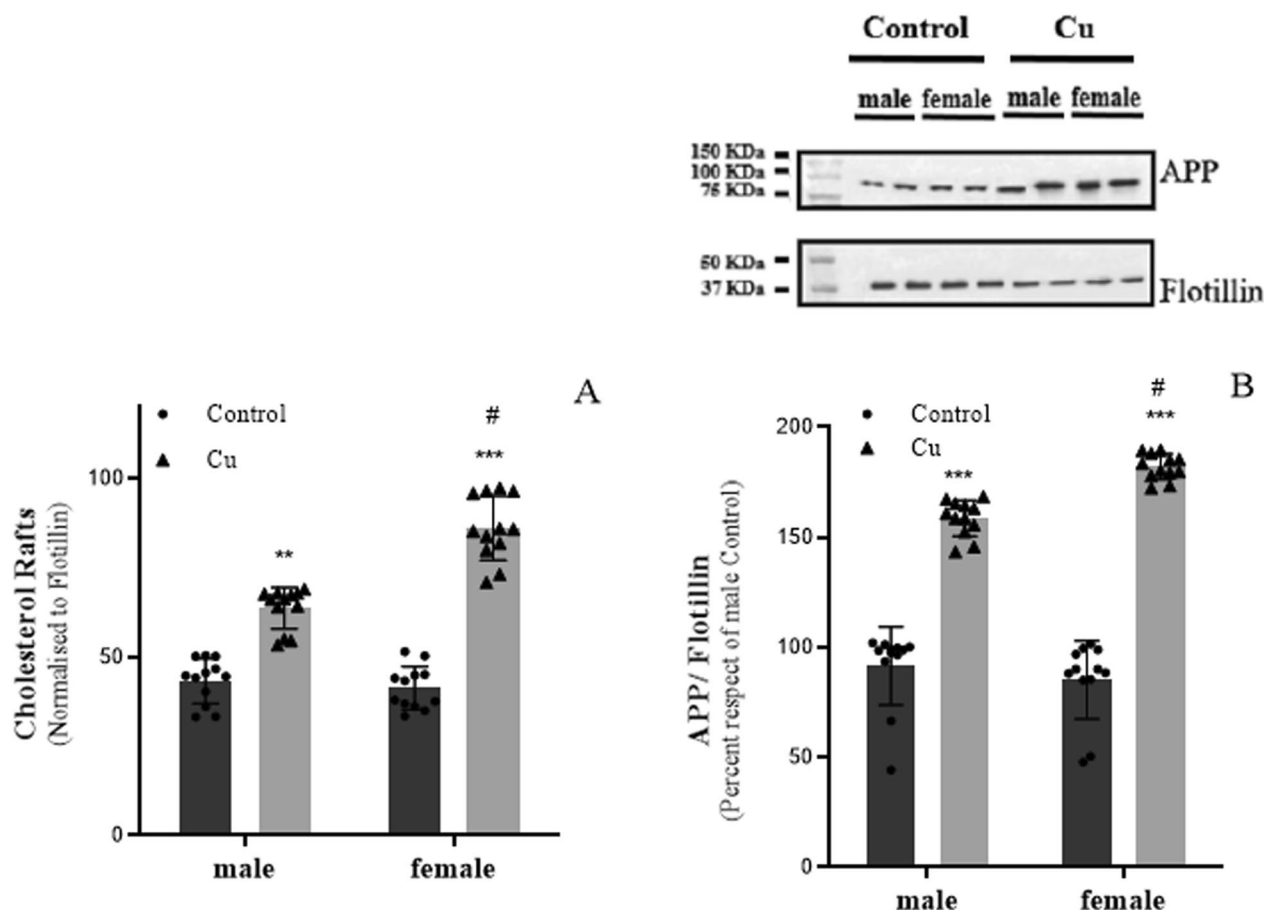 Control Cu
male female male female
150 KDa
100 KDa
75 KDa
APP
50 KDa
37 KDa
Flotillin
A
Control
Cu
#
***
**
100
50
0
Cholesterol Rafts
(Normalised to Flotillin)
male female
B
Control
Cu
#
***
***
200
150
100
50
0
APP/ Flotillin
(Percent respect of male Control)
male female